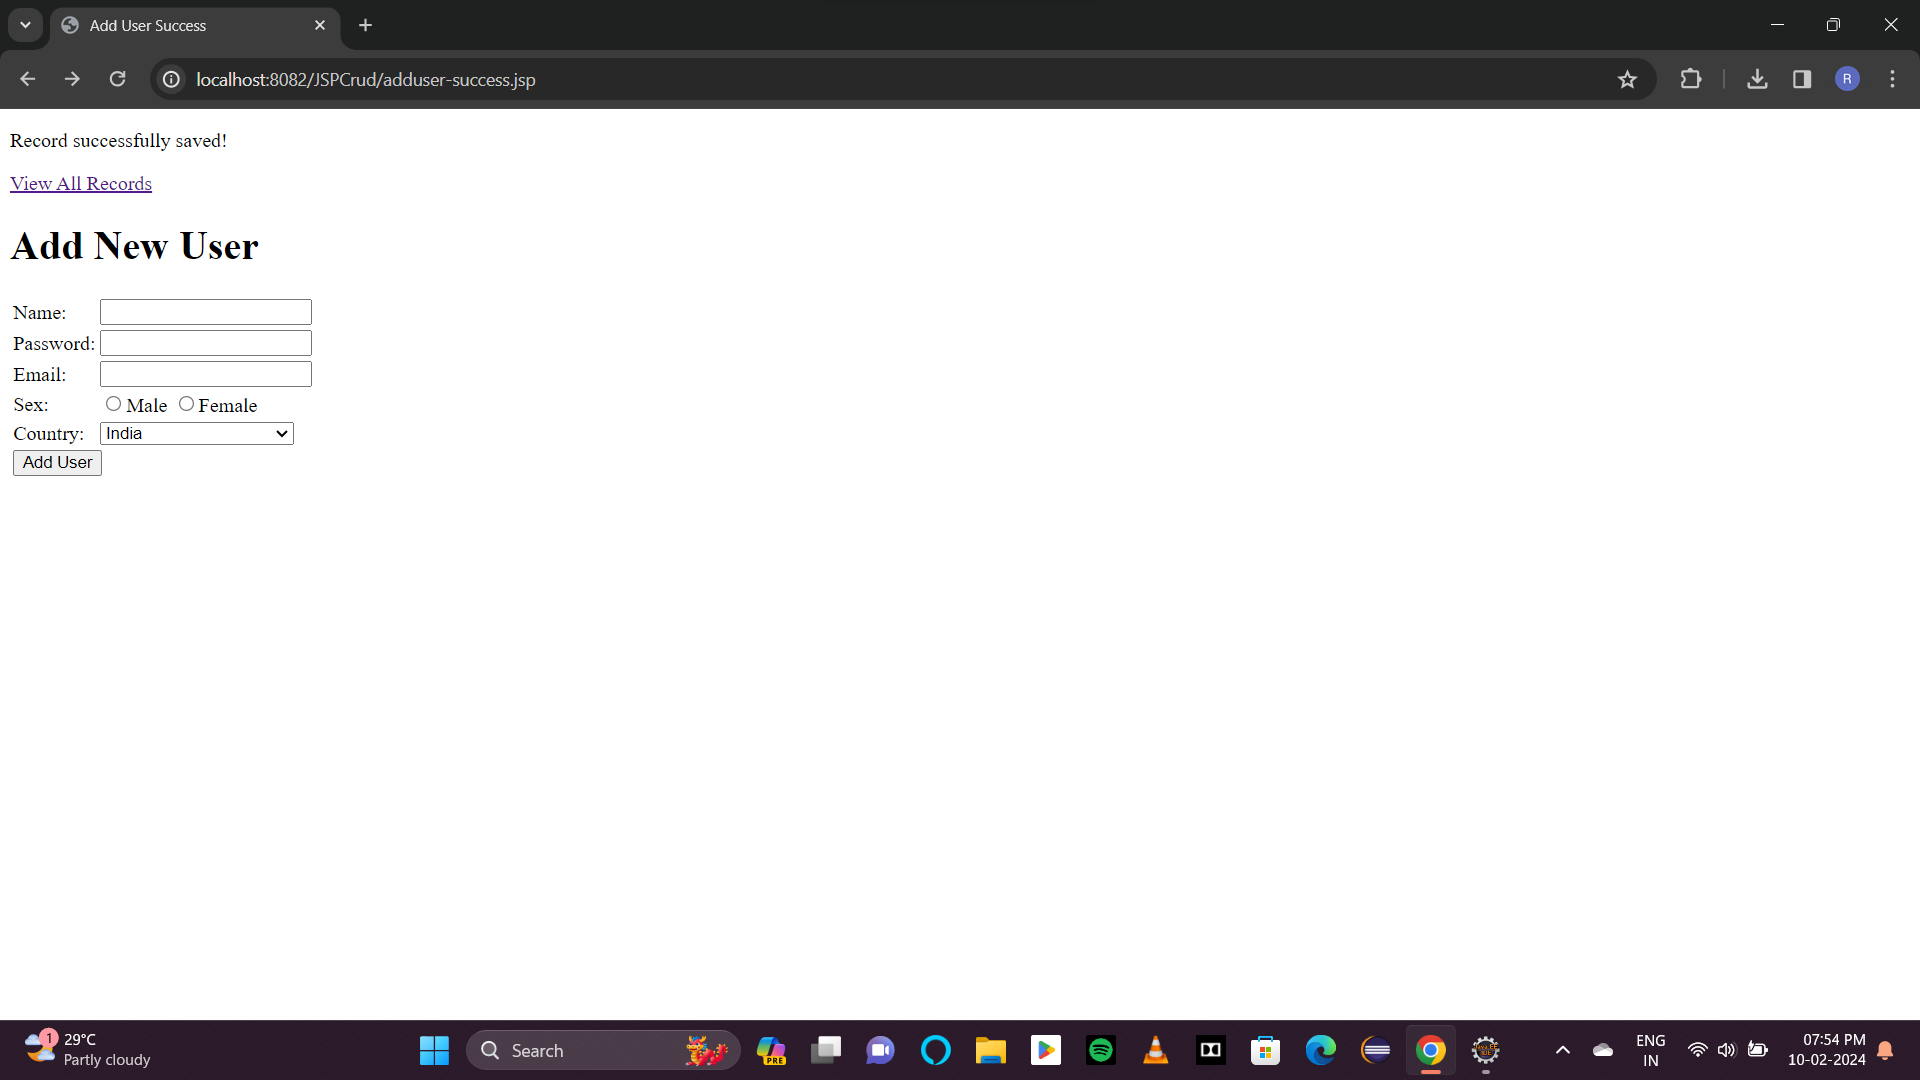 Add User Success
localhost:8082/JSPCrud/adduser-success.jsp
R
Record successfully saved!
View All Records
Add New User
Name:
Password:
Email:
Sex: Male Female
Country: India
Add User
1
29°C
Partly cloudy
Search
PRE
ENG
IN
07:54 PM
10-02-2024